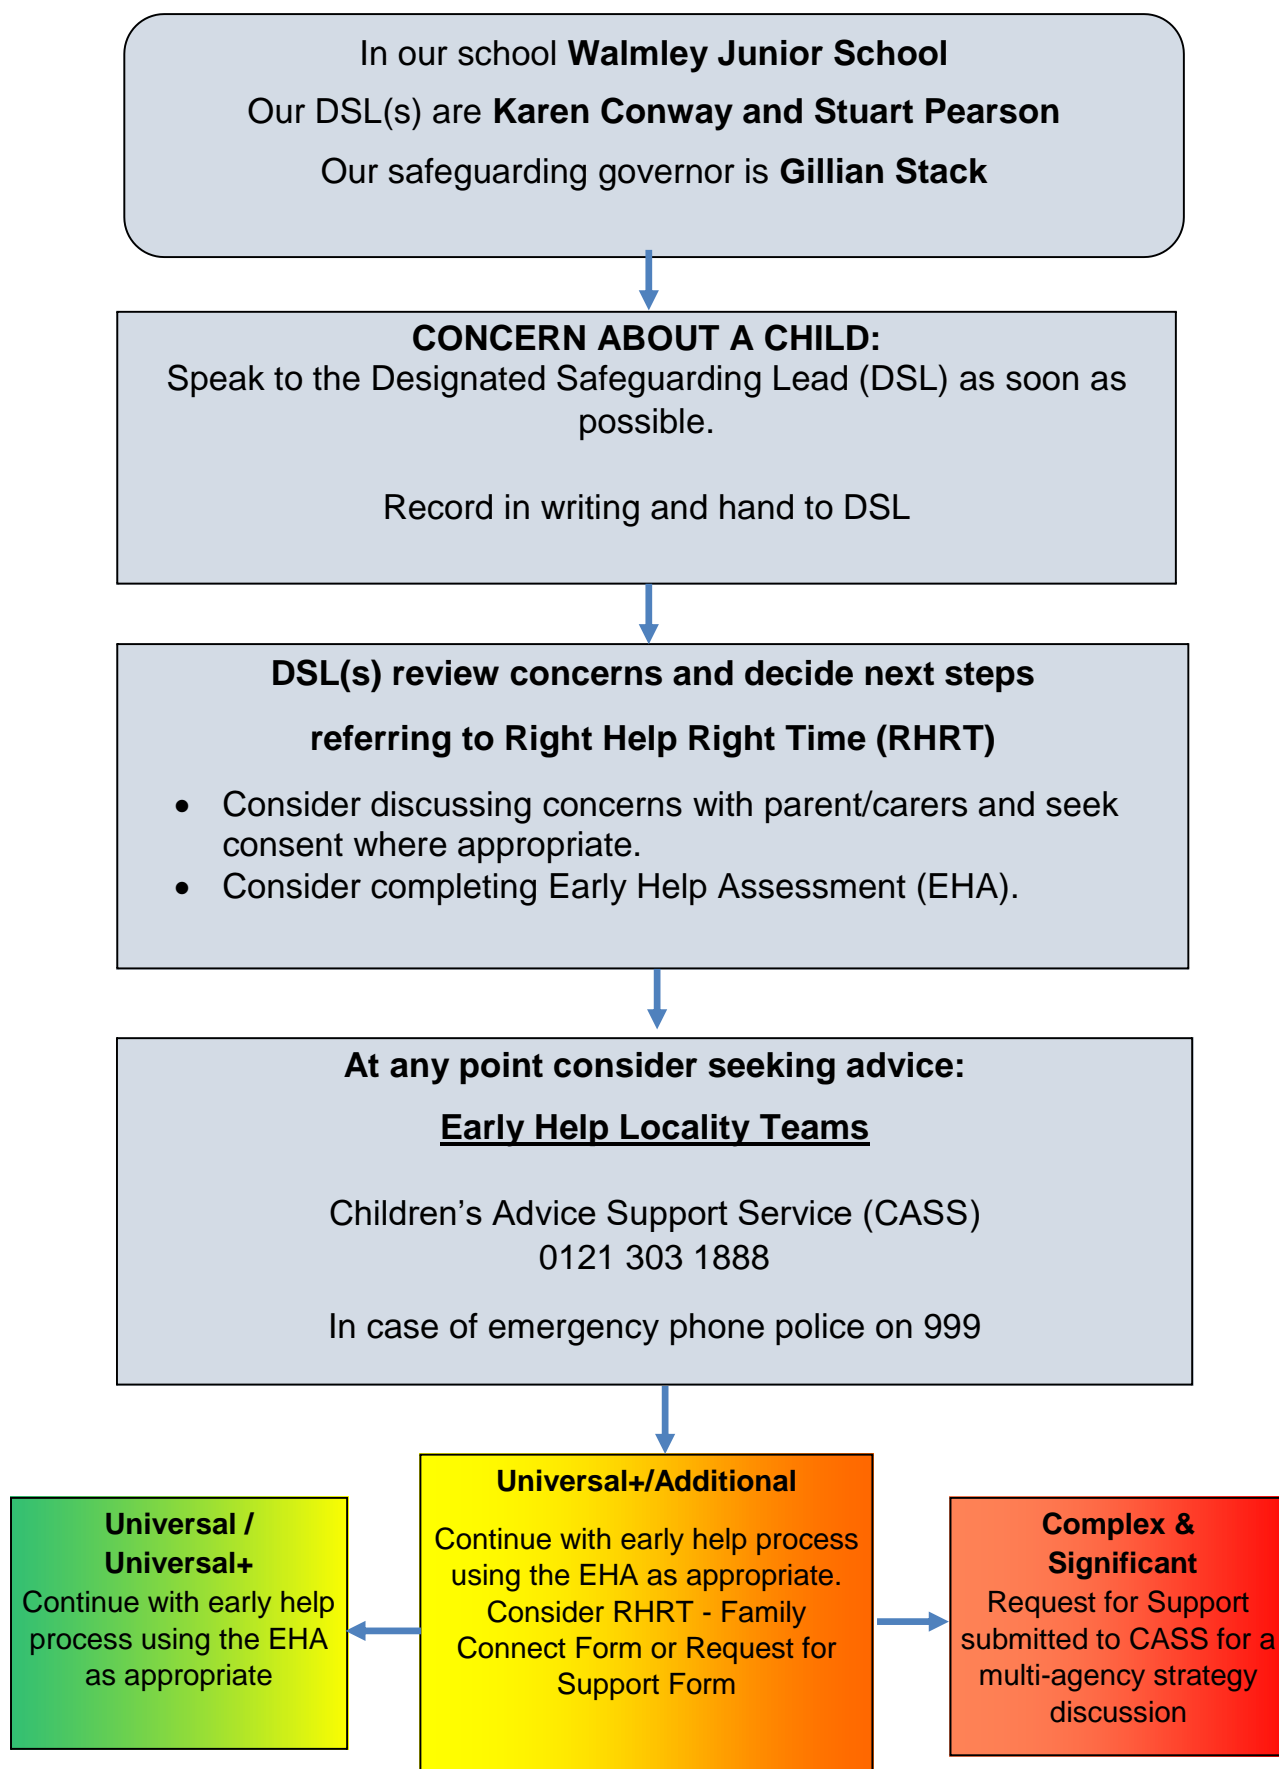 In our school Walmley Junior School
Our DSL(s) are Karen Conway and Stuart Pearson
Our safeguarding governor is Gillian Stack
CONCERN ABOUT A CHILD:
Speak to the Designated Safeguarding Lead (DSL) as soon as
possible.
Record in writing and hand to DSL
DSL(s) review concerns and decide next steps
referring to Right Help Right Time (RHRT)
• Consider discussing concerns with parent/carers and seek
consent where appropriate.
• Consider completing Early Help Assessment (EHA).
At any point consider seeking advice:
Early Help Locality Teams
Children’s Advice Support Service (CASS)
0121 303 1888
In case of emergency phone police on 999
Universal /
Universal+
Continue with early help
process using the EHA
as appropriate
Universal+/Additional
Continue with early help process
using the EHA as appropriate.
Consider RHRT - Family
Connect Form or Request for
Support Form
Complex &
Significant
Request for Support
submitted to CASS for a
multi-agency strategy
discussion